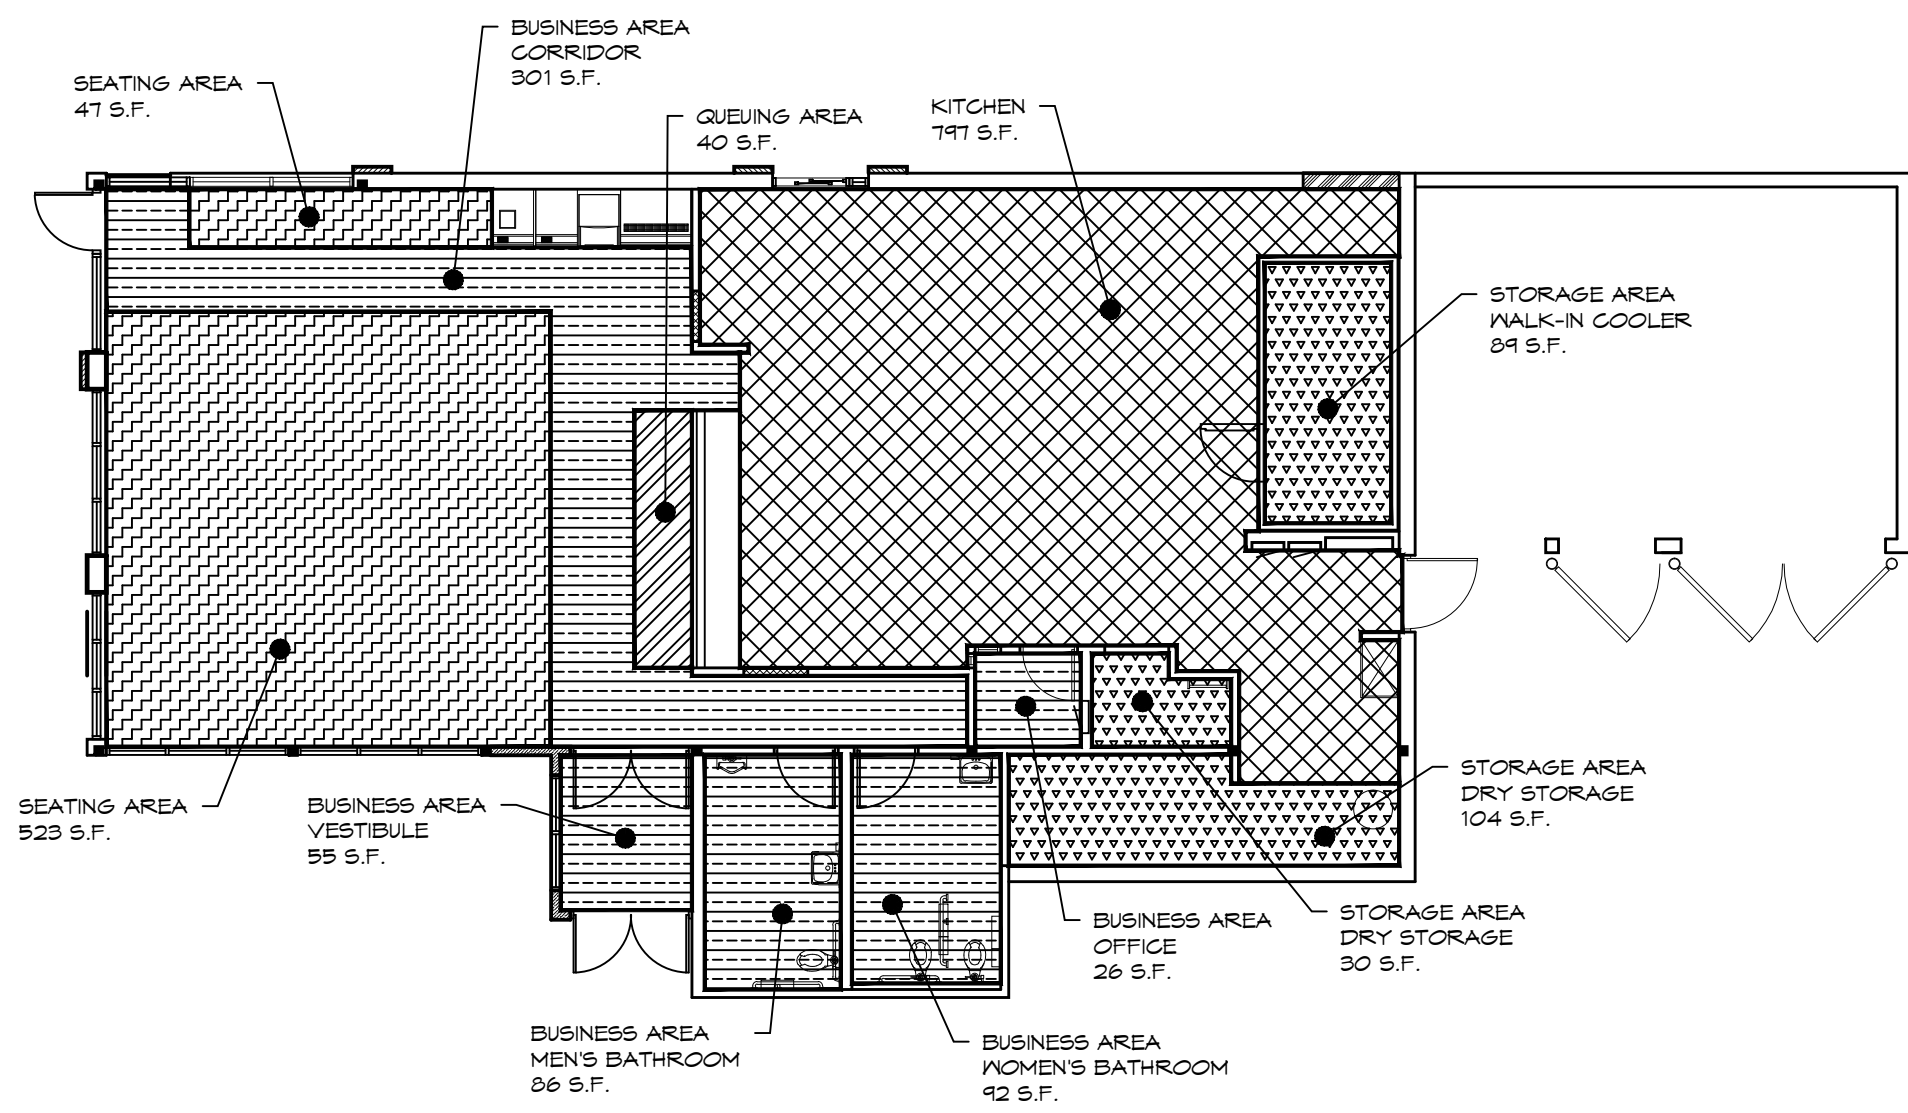 BUSINESS AREA
CORRIDOR
301 S.F.
SEATING AREA
47 S.F.
QUEUING AREA
40 S.F.
KITCHEN
797 S.F.
STORAGE AREA
WALK-IN COOLER
89 S.F.
SEATING AREA
523 S.F.
BUSINESS AREA
VESTIBULE
55 S.F.
STORAGE AREA
DRY STORAGE
104 S.F.
BUSINESS AREA
OFFICE
26 S.F.
STORAGE AREA
DRY STORAGE
30 S.F.
BUSINESS AREA
MEN'S BATHROOM
86 S.F.
BUSINESS AREA
WOMEN'S BATHROOM
92 S.F.